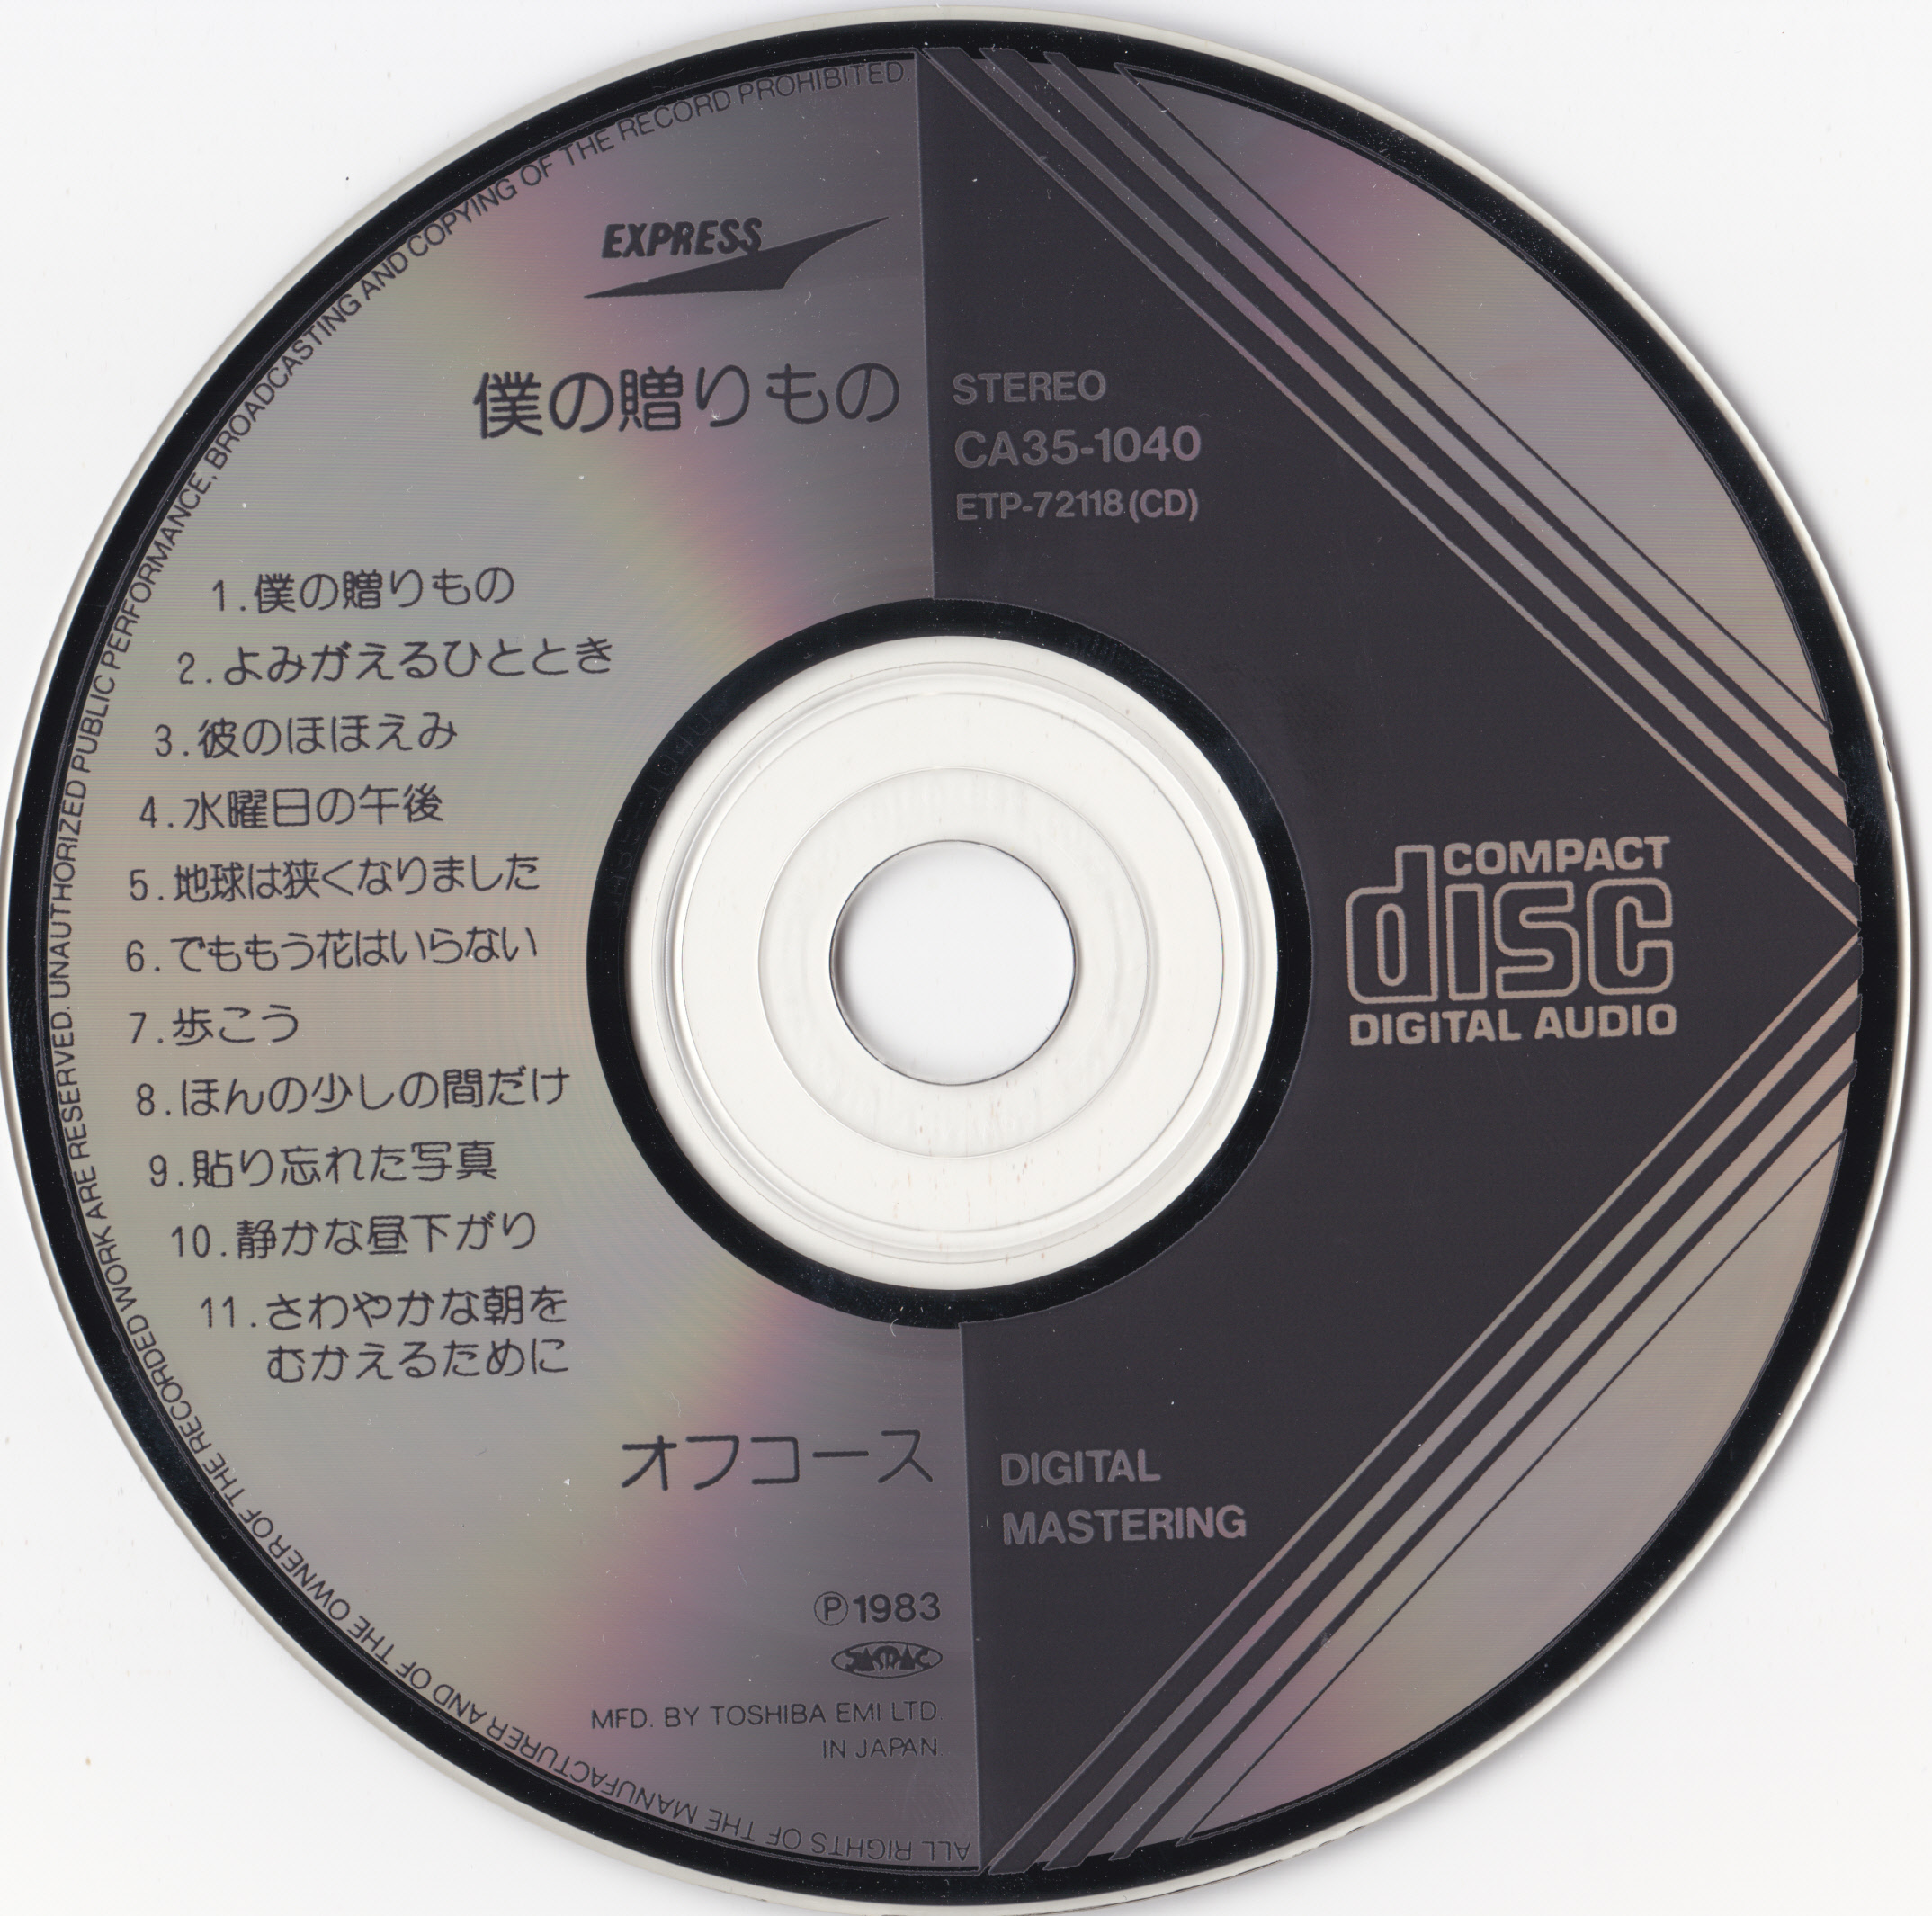 EXPRESS
僕の贈りもの
STEREO
CA35-1040
ETP-72118(CD)
1.僕の贈りもの
2.よみがえるひととき
3.彼のほほえみ
4.水曜日の午後
5.地球は狭くなりました
6.でももう花はいらない
7.歩こう
8.ほんの少しの間だけ
9.貼り忘れた写真
10.静かな昼下がり
11.さわやかな朝を
むかえるために
オフコース
COMPACT
disc
DIGITAL AUDIO
DIGITAL
MASTERING
Ⓟ1983
JASRAC
MFD. BY TOSHIBA EMI LTD
IN JAPAN
ALL RIGHTS OF THE MANUFACTURER AND OF THE OWNER OF THE RECORDED WORK ARE RESERVED. UNAUTHORIZED PUBLIC PERFORMANCE, BROADCASTING AND COPYING OF THE RECORD PROHIBITED.